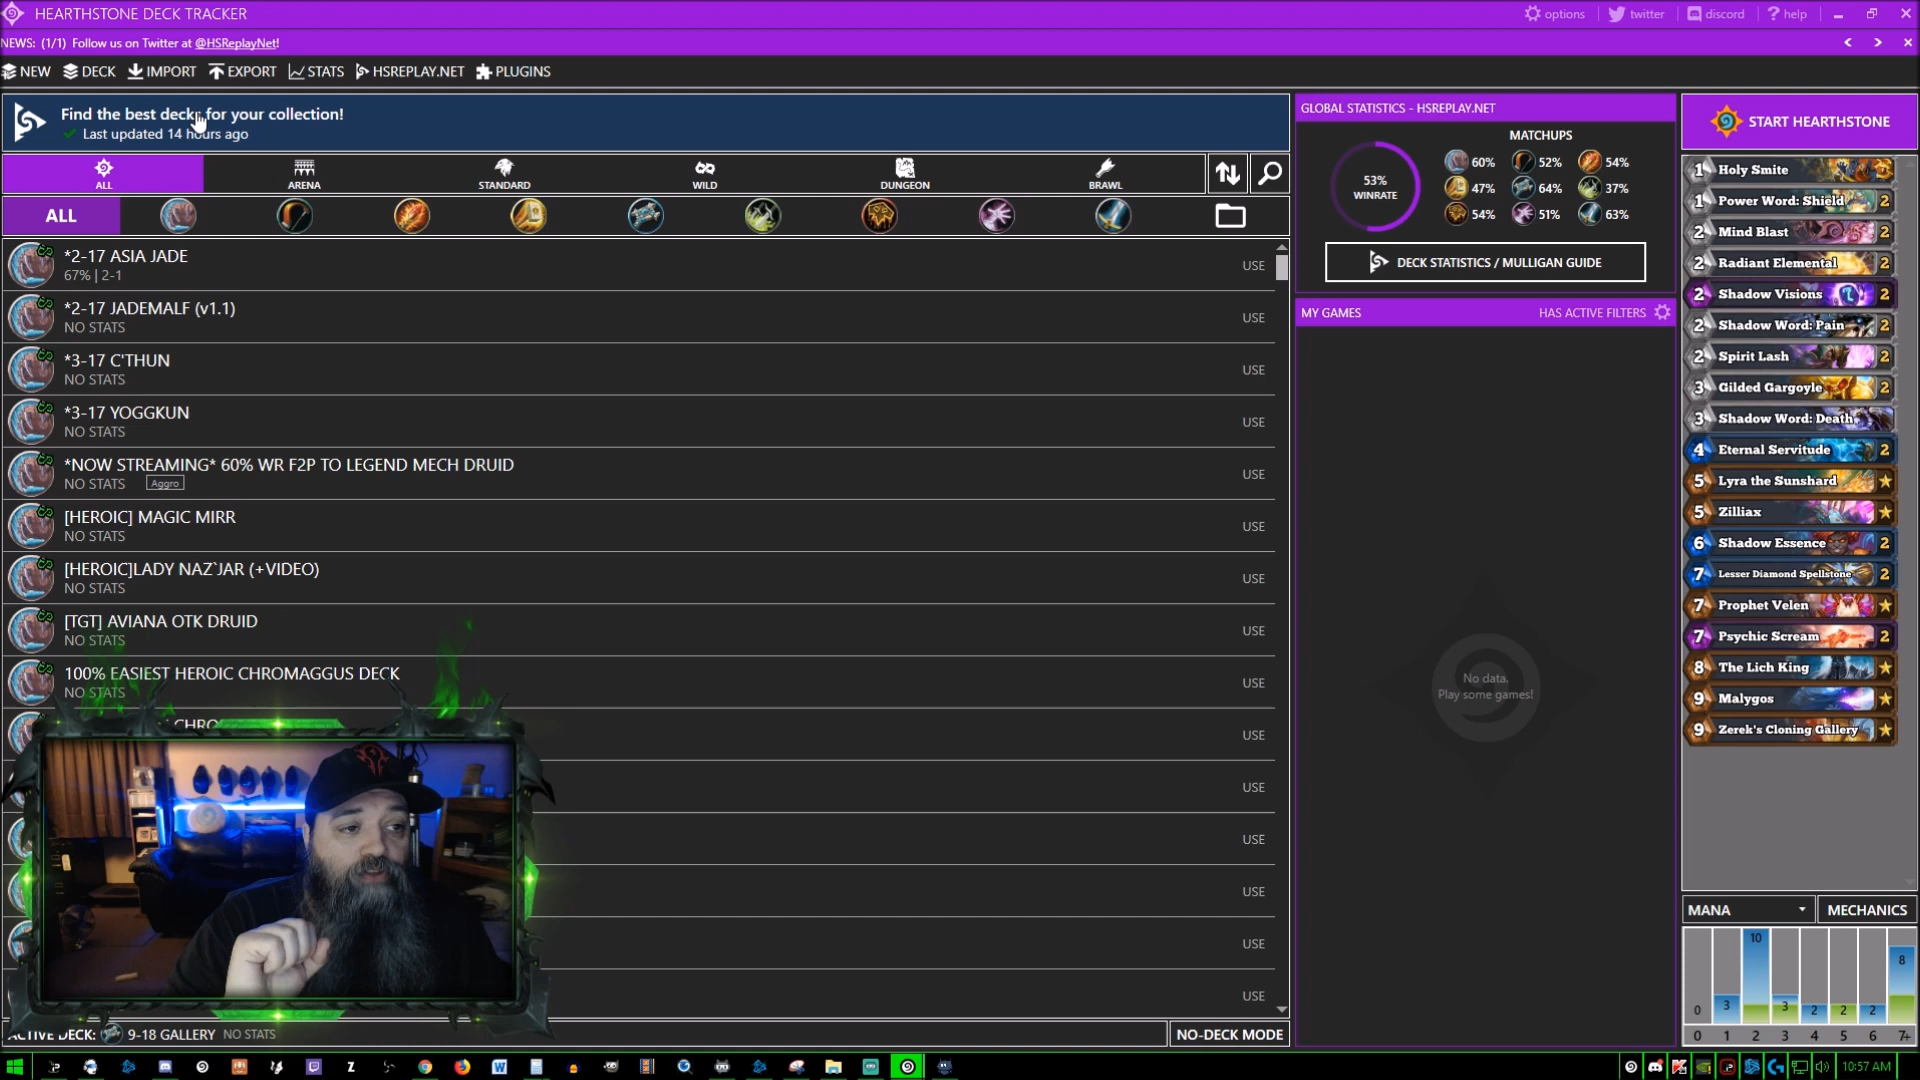 HEARTHSTONE DECK TRACKER
options
twitter
discord
? help
NEWS: (1/1) Follow us on Twitter at @HSReplayNet!
NEW
DECK
IMPORT
EXPORT
STATS
HSREPLAY.NET
PLUGINS
Find the best decks for your collection!
Last updated 14 hours ago
ALL
ARENA
STANDARD
WILD
DUNGEON
BRAWL
ALL
*2-17 ASIA JADE
67% | 2-1
USE
*2-17 JADEMALF (v1.1)
NO STATS
USE
*3-17 C'THUN
NO STATS
USE
*3-17 YOGGKUN
NO STATS
USE
*NOW STREAMING* 60% WR F2P TO LEGEND MECH DRUID
NO STATS Aggro
USE
[HEROIC] MAGIC MIRR
NO STATS
USE
[HEROIC]LADY NAZ`JAR (+VIDEO)
NO STATS
USE
[TGT] AVIANA OTK DRUID
NO STATS
USE
100% EASIEST HEROIC CHROMAGGUS DECK
NO STATS
USE
USE
USE
USE
USE
USE
USE
DECK: 9-18 GALLERY NO STATS
NO-DECK MODE
GLOBAL STATISTICS - HSREPLAY.NET
MATCHUPS
53%
WINRATE
60% 52% 54%
47% 64% 37%
54% 51% 63%
DECK STATISTICS / MULLIGAN GUIDE
MY GAMES
HAS ACTIVE FILTERS
No data.
Play some games!
START HEARTHSTONE
1 Holy Smite
1 Power Word: Shield 2
2 Mind Blast 2
2 Radiant Elemental 2
2 Shadow Visions 2
2 Shadow Word: Pain 2
2 Spirit Lash 2
3 Gilded Gargoyle 2
3 Shadow Word: Death
4 Eternal Servitude 2
5 Lyra the Sunshard
5 Zilliax
6 Shadow Essence 2
7 Lesser Diamond Spellstone 2
7 Prophet Velen
7 Psychic Scream 2
8 The Lich King
9 Malygos
9 Zerek's Cloning Gallery
MANA
MECHANICS
0 3 10 3 2 2 2 8
0 1 2 3 4 5 6 7+
10:57 AM